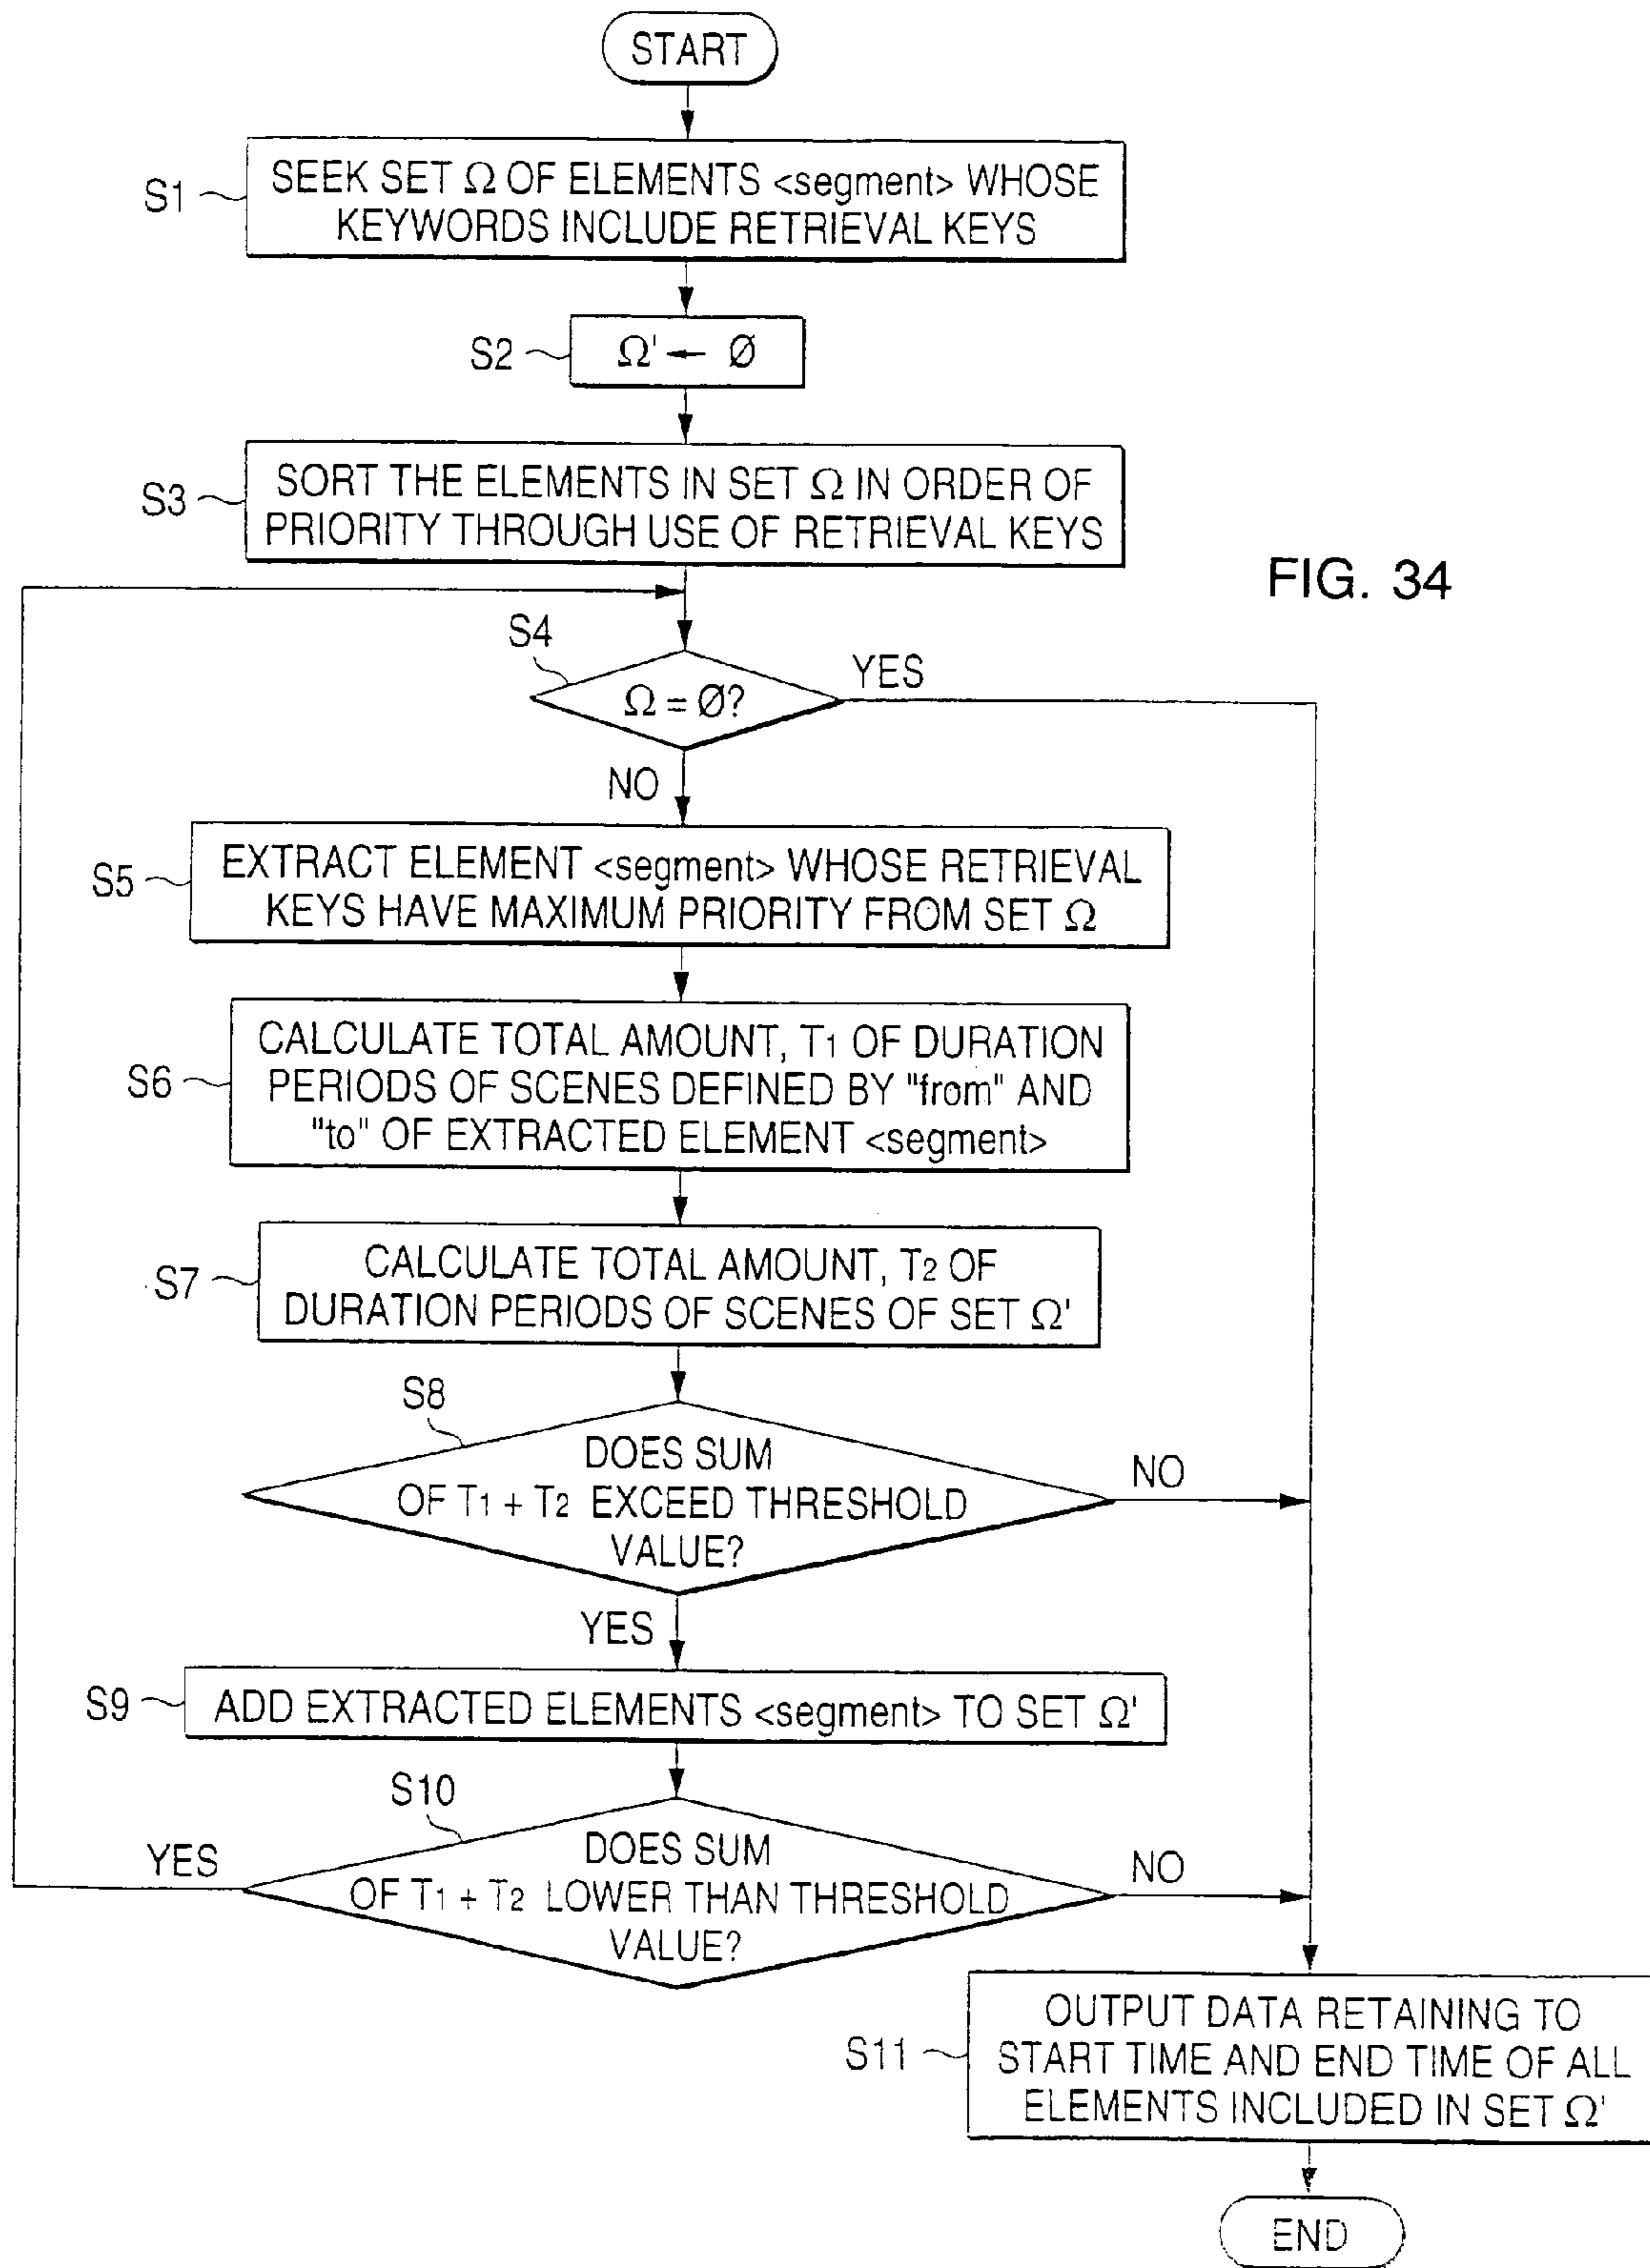 START
S1
SEEK SET Ω OF ELEMENTS <segment> WHOSE
KEYWORDS INCLUDE RETRIEVAL KEYS
S2
Ω' ← Ø
S3
SORT THE ELEMENTS IN SET Ω IN ORDER OF
PRIORITY THROUGH USE OF RETRIEVAL KEYS
FIG. 34
S4
Ω = Ø?
YES
NO
S5
EXTRACT ELEMENT <segment> WHOSE RETRIEVAL
KEYS HAVE MAXIMUM PRIORITY FROM SET Ω
S6
CALCULATE TOTAL AMOUNT, T1 OF DURATION
PERIODS OF SCENES DEFINED BY "from" AND
"to" OF EXTRACTED ELEMENT <segment>
S7
CALCULATE TOTAL AMOUNT, T2 OF
DURATION PERIODS OF SCENES OF SET Ω'
S8
DOES SUM
OF T1 + T2 EXCEED THRESHOLD
VALUE?
NO
YES
S9
ADD EXTRACTED ELEMENTS <segment> TO SET Ω'
S10
DOES SUM
OF T1 + T2 LOWER THAN THRESHOLD
VALUE?
YES
NO
S11
OUTPUT DATA RETAINING TO
START TIME AND END TIME OF ALL
ELEMENTS INCLUDED IN SET Ω'
END